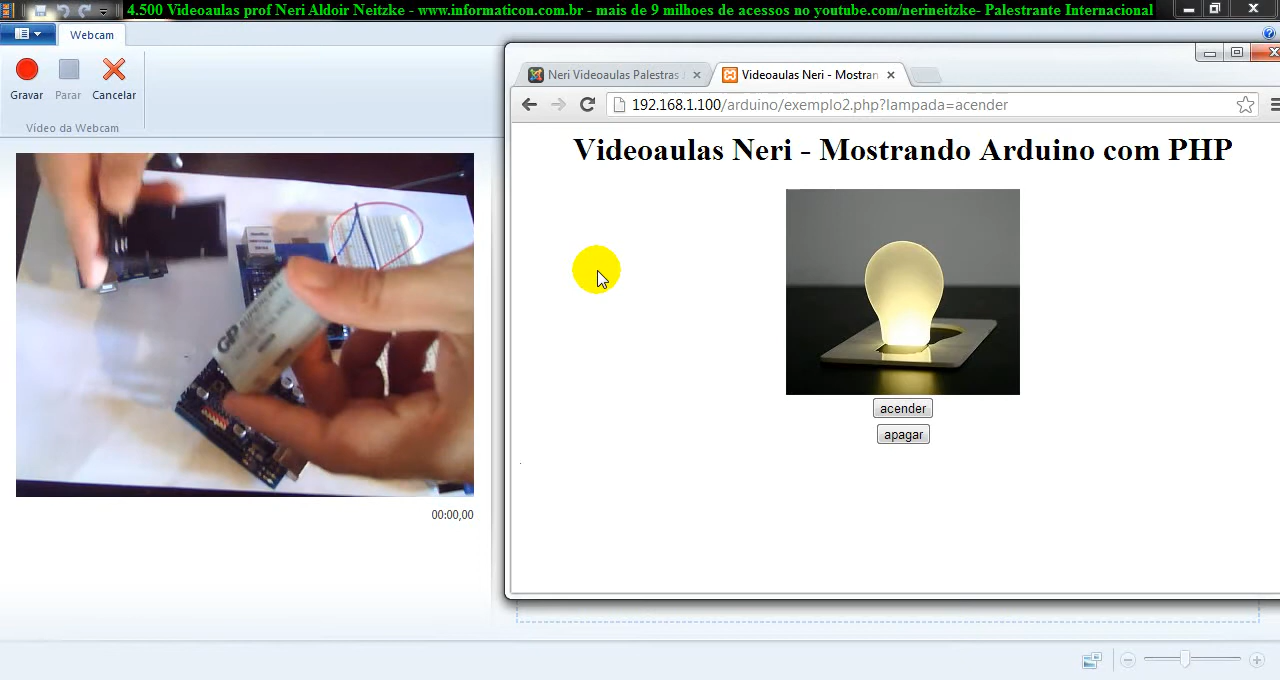 4.500 Videoaulas prof Neri Aldoir Neitzke - www.informaticon.com.br - mais de 9 milhoes de acessos no youtube.com/nerineitzke- Palestrante Internacional
Webcam
Gravar
Parar
Cancelar
Vídeo da Webcam
Neri Videoaulas Palestras
Videoaulas Neri - Mostran
192.168.1.100/arduino/exemplo2.php?lampada=acender
Videoaulas Neri - Mostrando Arduino com PHP
GP
acender
apagar
00:00,00